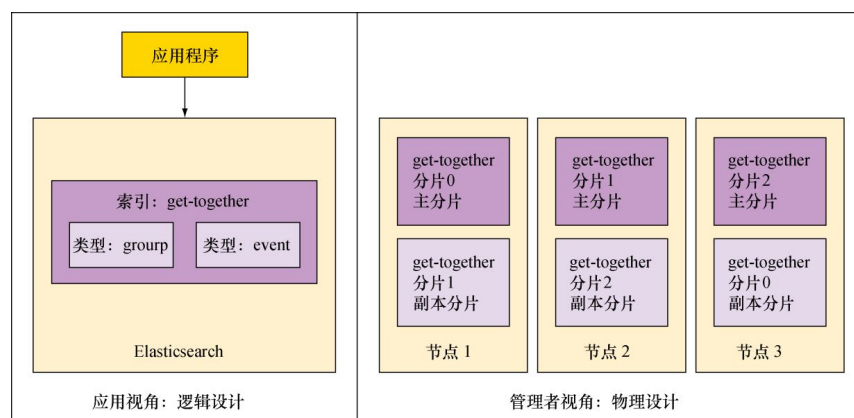 应用程序
索引：get-together
类型：grourp
类型：event
Elasticsearch
应用视角：逻辑设计
get-together
分片0
主分片
get-together
分片1
副本分片
节点 1
get-together
分片1
主分片
get-together
分片2
副本分片
节点 2
get-together
分片2
主分片
get-together
分片0
副本分片
节点 3
管理者视角：物理设计